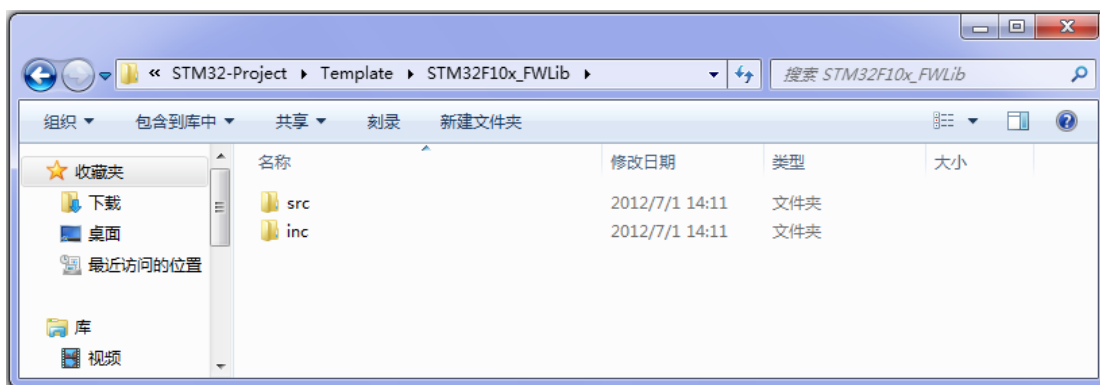 « STM32-Project ▸ Template ▸ STM32F10x_FWLib ▸ 搜索 STM32F10x_FWLib
组织 包含到库中 共享 刻录 新建文件夹
收藏夹 名称 修改日期 类型 大小
下载 src 2012/7/1 14:11 文件夹
桌面 inc 2012/7/1 14:11 文件夹
最近访问的位置
库
视频